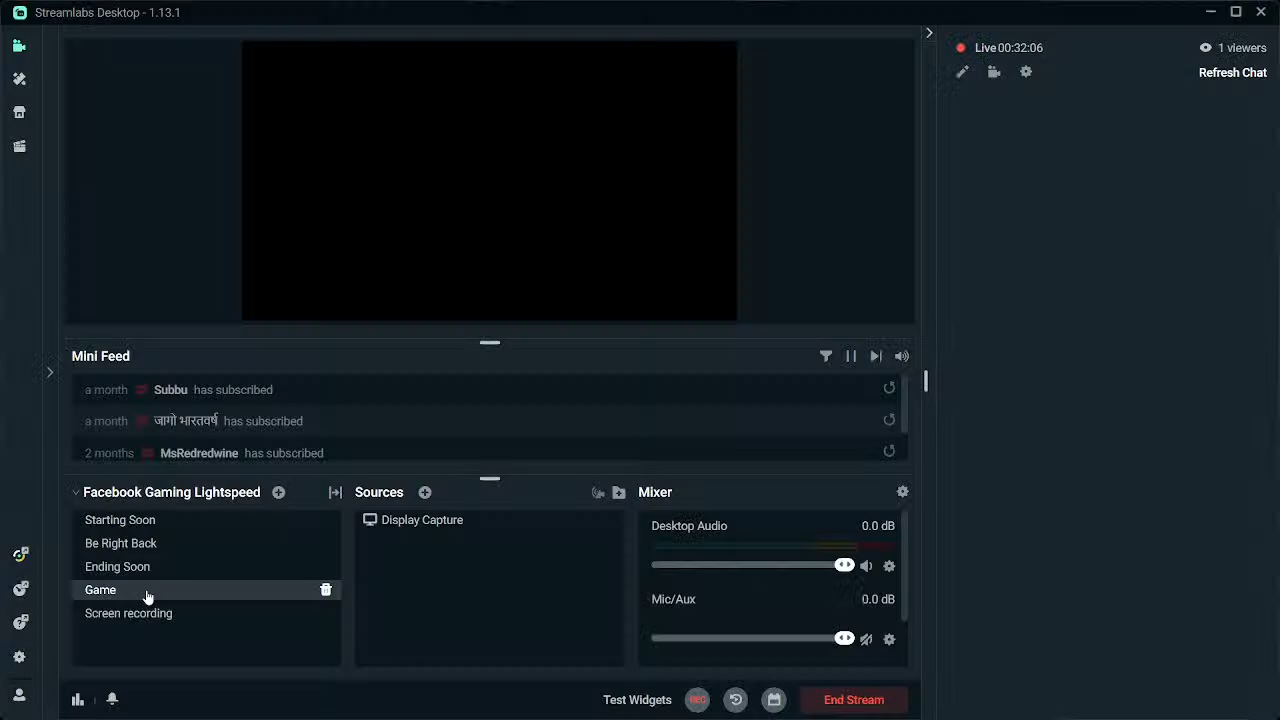 Streamlabs Desktop - 1.13.1
Live 00:32:06
1 viewers
Refresh Chat
Mini Feed
a month Subbu has subscribed
a month जागो भारतवर्ष has subscribed
2 months MsRedredwine has subscribed
Facebook Gaming Lightspeed
Starting Soon
Be Right Back
Ending Soon
Game
Screen recording
Sources
Display Capture
Mixer
Desktop Audio 0.0 dB
Mic/Aux 0.0 dB
Test Widgets
REC
End Stream